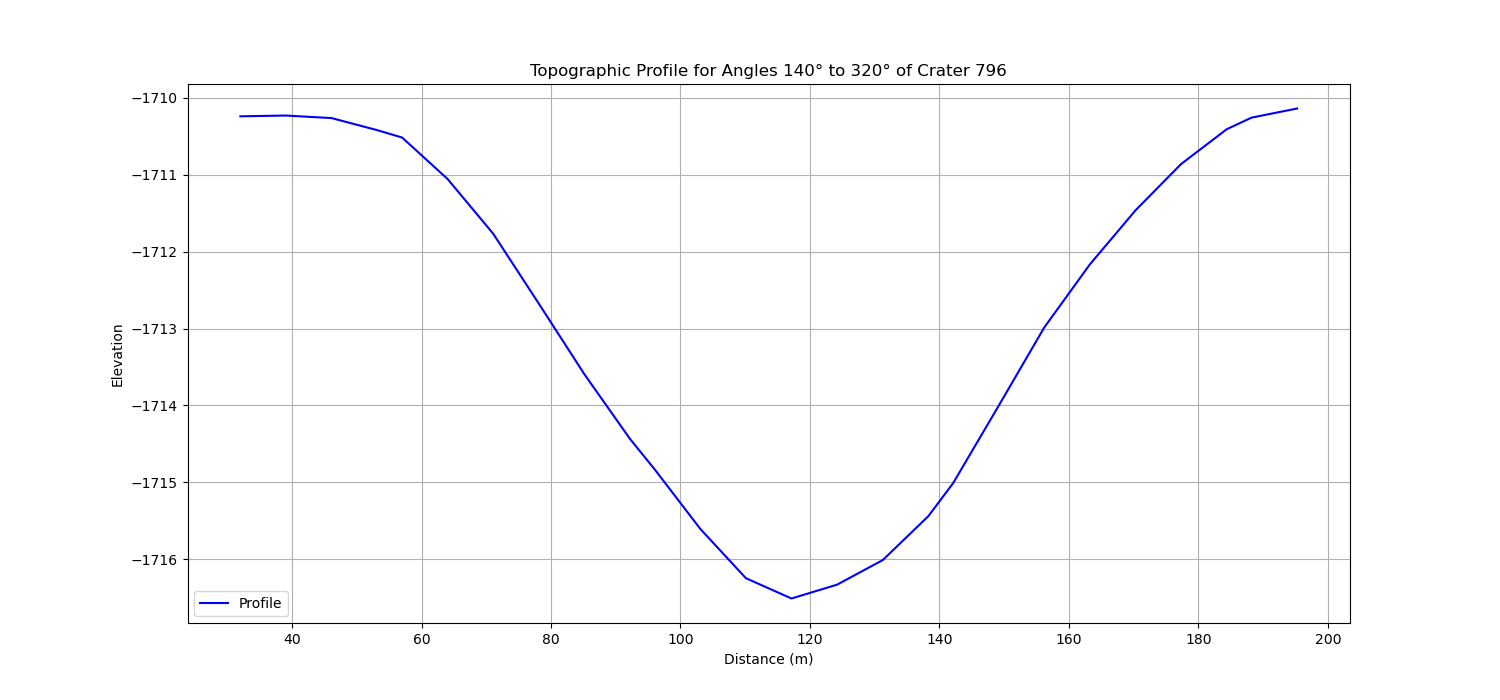 Topographic Profile for Angles 140° to 320° of Crater 796
−1710
−1711
−1712
−1713
−1714
−1715
−1716
Elevation
Profile
40 60 80 100 120 140 160 180 200
Distance (m)